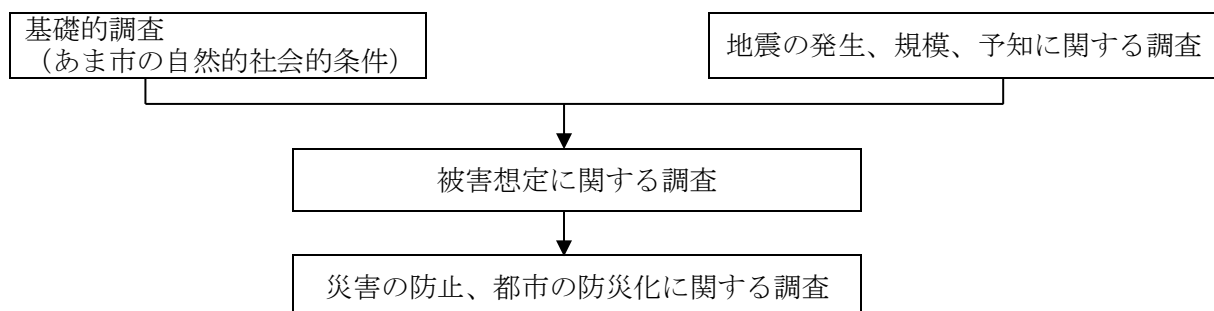 基礎的調査
（あま市の自然的社会的条件）
地震の発生、規模、予知に関する調査
被害想定に関する調査
災害の防止、都市の防災化に関する調査